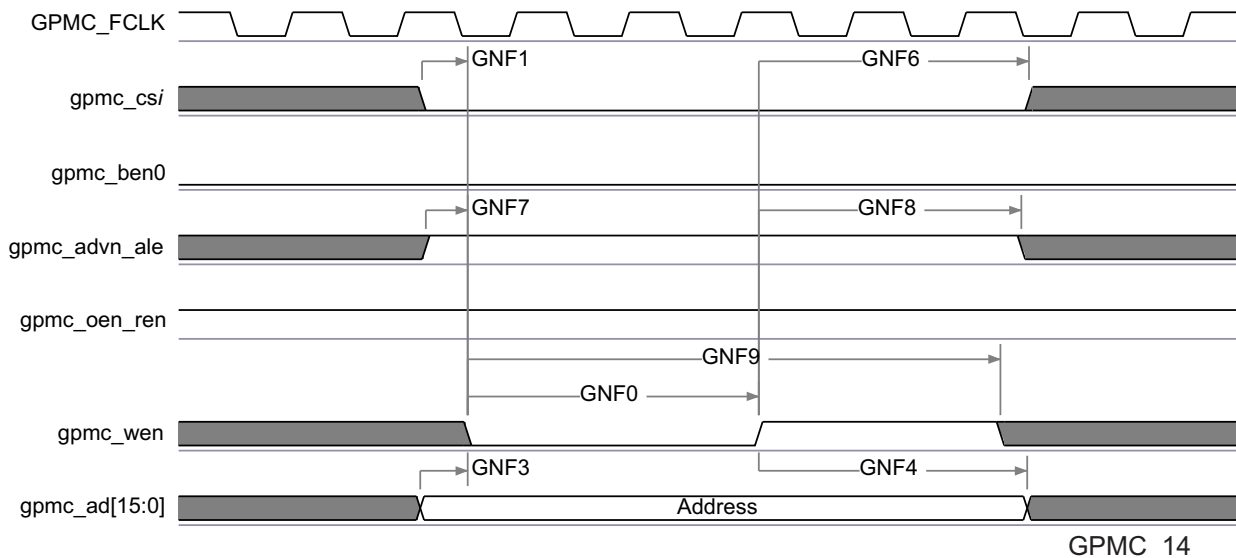 GPMC_FCLK
GNF1
GNF6
gpmc_csi
gpmc_ben0
GNF7
GNF8
gpmc_advn_ale
gpmc_oen_ren
GNF9
GNF0
gpmc_wen
GNF3
GNF4
gpmc_ad[15:0]
Address
GPMC_14